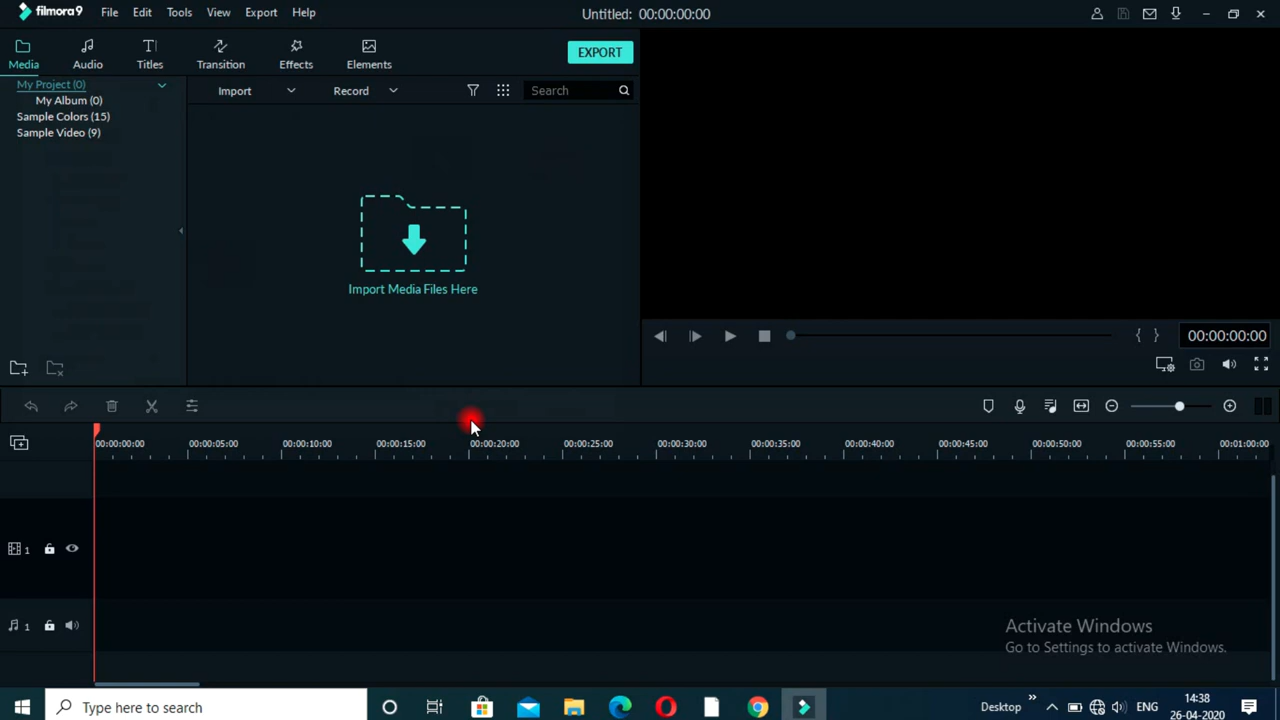 filmora9 File Edit Tools View Export Help Untitled: 00:00:00:00
Media Audio Titles Transition Effects Elements EXPORT
My Project (0)
My Album (0)
Sample Colors (15)
Sample Video (9)
Import Record Search
Import Media Files Here
00:00:00:00
00:00:00:00 00:00:05:00 00:00:10:00 00:00:15:00 00:00:20:00 00:00:25:00 00:00:30:00 00:00:35:00 00:00:40:00 00:00:45:00 00:00:50:00 00:00:55:00 00:01:00:00
1
1
Activate Windows
Go to Settings to activate Windows.
Type here to search
Desktop ENG
14:38
26-04-2020